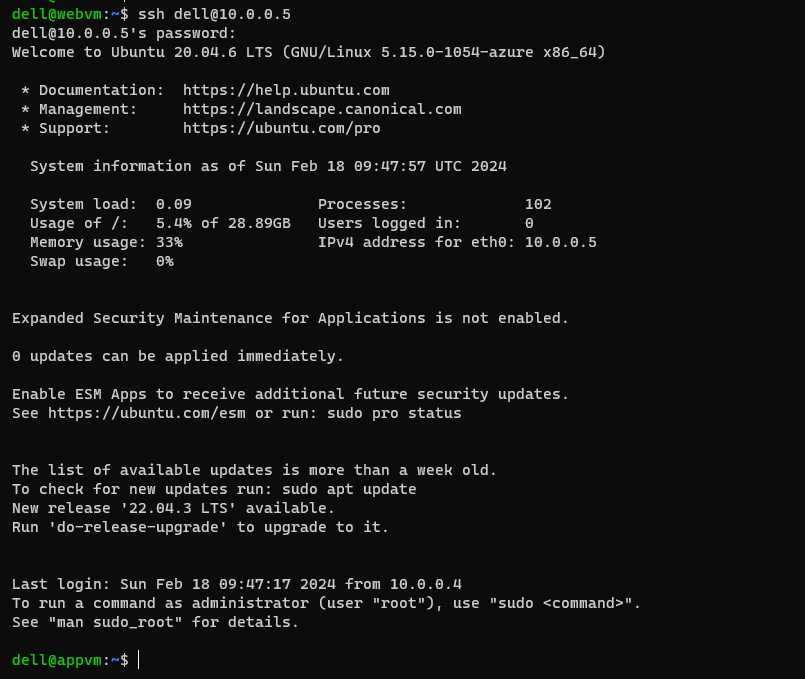 dell@webvm:~$ ssh dell@10.0.0.5
dell@10.0.0.5's password:
Welcome to Ubuntu 20.04.6 LTS (GNU/Linux 5.15.0-1054-azure x86_64)
* Documentation:  https://help.ubuntu.com
* Management:     https://landscape.canonical.com
* Support:        https://ubuntu.com/pro
System information as of Sun Feb 18 09:47:57 UTC 2024
System load:  0.09              Processes:             102
Usage of /:   5.4% of 28.89GB   Users logged in:       0
Memory usage: 33%               IPv4 address for eth0: 10.0.0.5
Swap usage:   0%
Expanded Security Maintenance for Applications is not enabled.
0 updates can be applied immediately.
Enable ESM Apps to receive additional future security updates.
See https://ubuntu.com/esm or run: sudo pro status
The list of available updates is more than a week old.
To check for new updates run: sudo apt update
New release '22.04.3 LTS' available.
Run 'do-release-upgrade' to upgrade to it.
Last login: Sun Feb 18 09:47:17 2024 from 10.0.0.4
To run a command as administrator (user "root"), use "sudo <command>".
See "man sudo_root" for details.
dell@appvm:~$